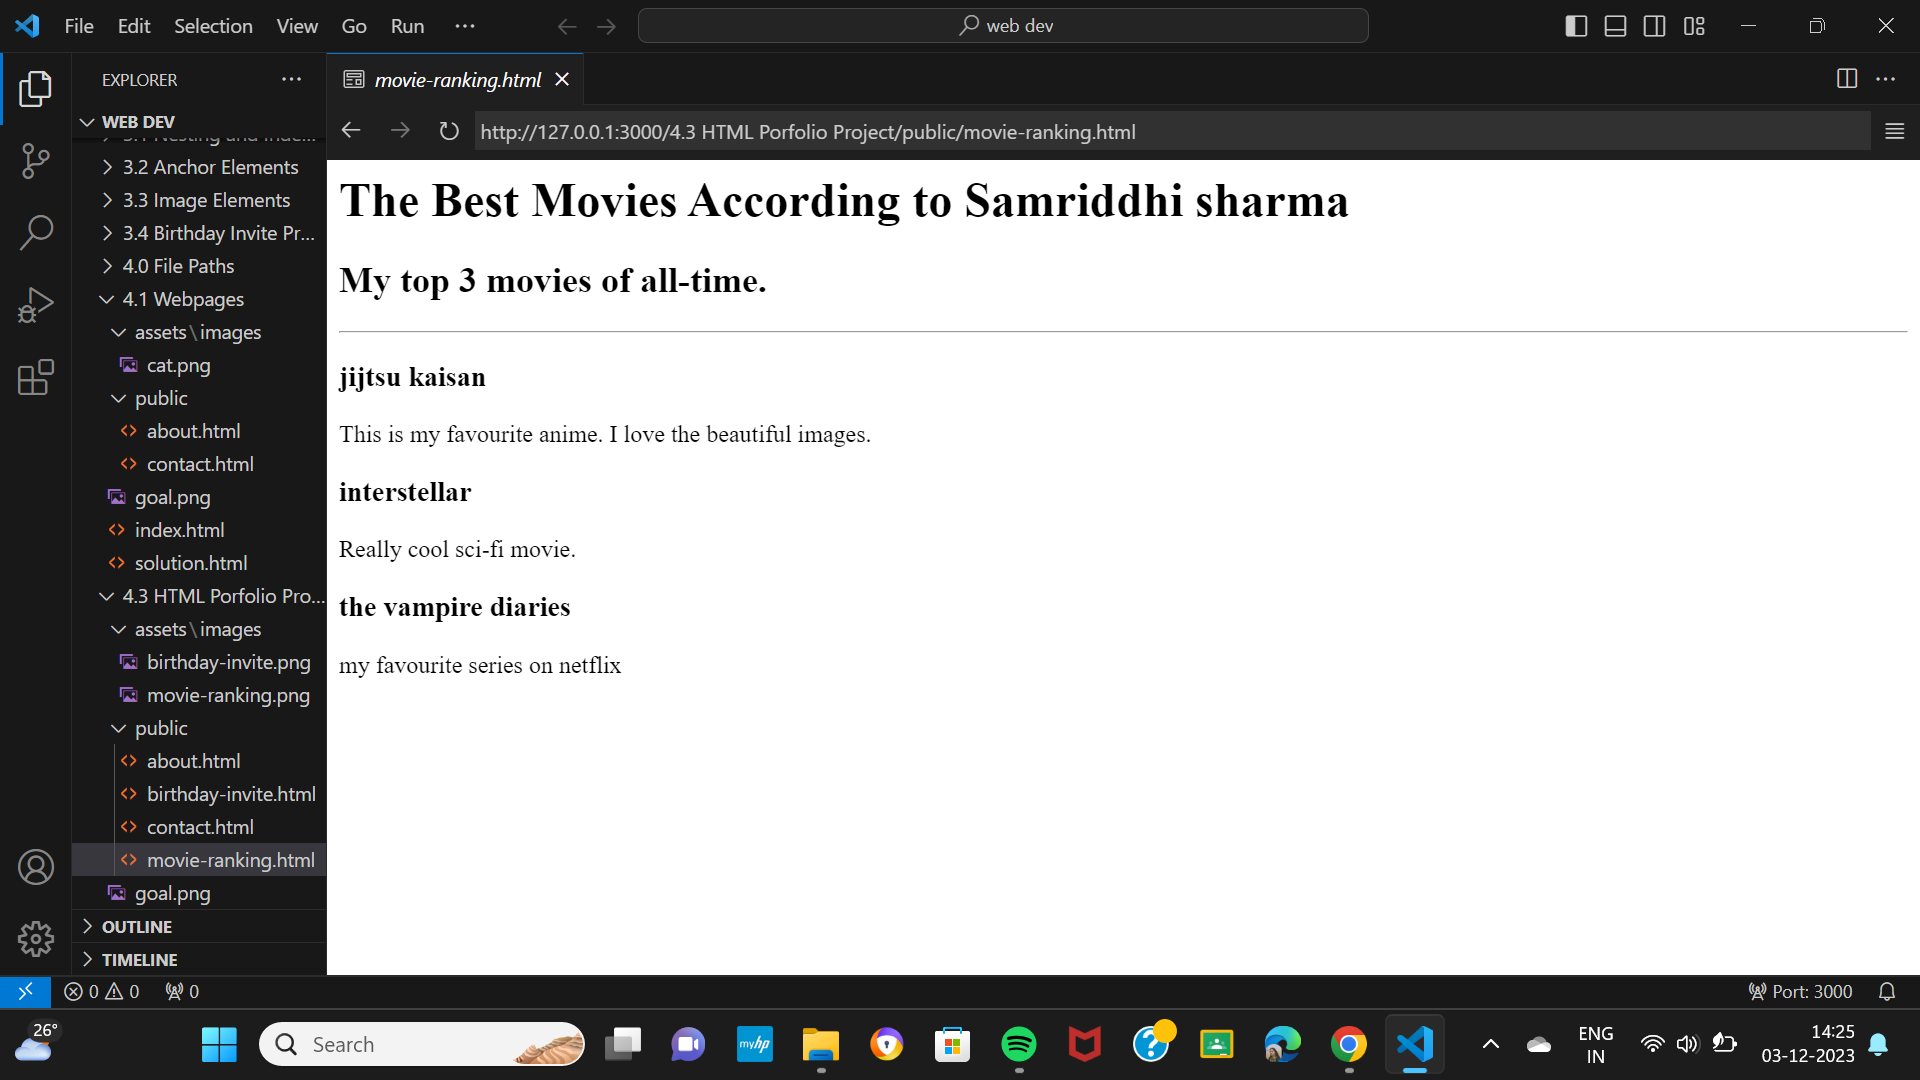 File Edit Selection View Go Run ···
web dev
EXPLORER ···
movie-ranking.html
WEB DEV
3.2 Anchor Elements
3.3 Image Elements
3.4 Birthday Invite Pr...
4.0 File Paths
4.1 Webpages
assets\images
cat.png
public
about.html
contact.html
goal.png
index.html
solution.html
4.3 HTML Porfolio Pro...
assets\images
birthday-invite.png
movie-ranking.png
public
about.html
birthday-invite.html
contact.html
movie-ranking.html
goal.png
OUTLINE
TIMELINE
http://127.0.0.1:3000/4.3 HTML Porfolio Project/public/movie-ranking.html
The Best Movies According to Samriddhi sharma
My top 3 movies of all-time.
jijtsu kaisan
This is my favourite anime. I love the beautiful images.
interstellar
Really cool sci-fi movie.
the vampire diaries
my favourite series on netflix
0 0 0
Port: 3000
26°
Search
myhp
ENG
IN
14:25
03-12-2023